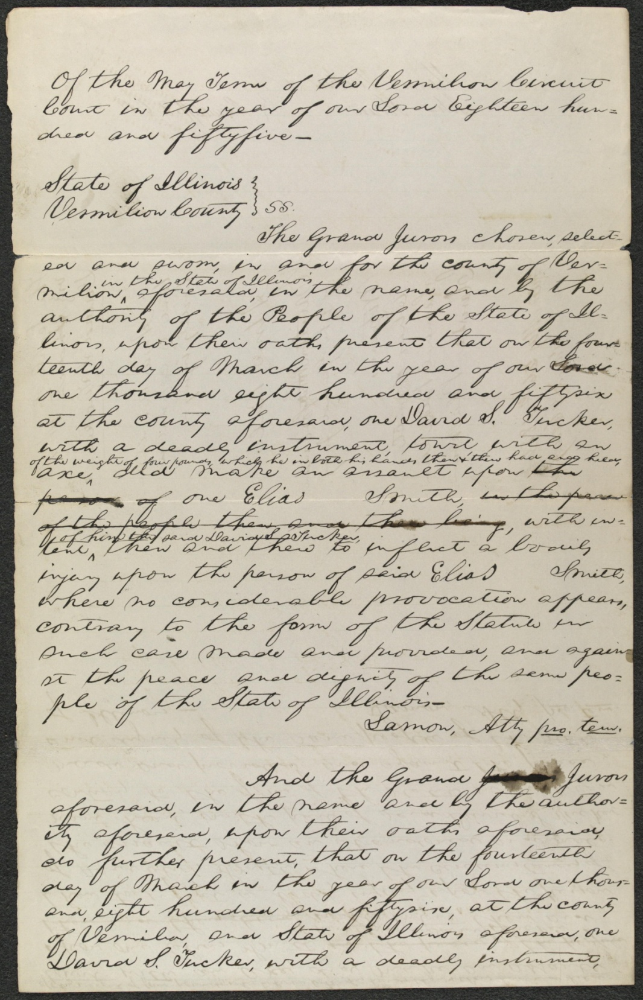 Of the May Term of the Vermilion Circuit
Court in the year of our Lord Eighteen hun=
dred and fiftyfive—
State of Illinois }
Vermilion County } SS.
The Grand Jurors chosen, select=
ed and sworn, in and for the county of Ver=
in the State of Illinois
milion, ^ aforesaid, in the name, and by the
authority of the People of the State of Il=
linois, upon their oaths present that on the four=
teenth day of March in the year of our Lord
one thousand eight hundred and fiftysix
at the county aforesaid, one David S. Tucker,
with a deadly instrument, towit, with an
of the weight of four pounds, which he in both his hands then & there had and held,
axe, ^ did make an assault upon the
person of one Elias Smith, in the peace
of the people then and there being, with in=
of him the said David S. Tucker,
tent, ^ then and there to inflict a bodily
injury upon the person of said Elias Smith,
where no considerable provocation appears,
contrary to the form of the Statute in
such case made and provided, and again
st the peace and dignity of the same peo=
ple of the State of Illinois—
Lamon, Atty pro. tem.
And the Grand Jurors
aforesaid, in the name and by the author=
ity aforesaid, upon their oaths aforesaid,
do further present, that on the fourteenth
day of March in the year of our Lord one thous=
and, eight hundred and fiftysix, at the county
of Vermilion, and State of Illinois aforesaid, one
David S. Tucker, with a deadly instrument,